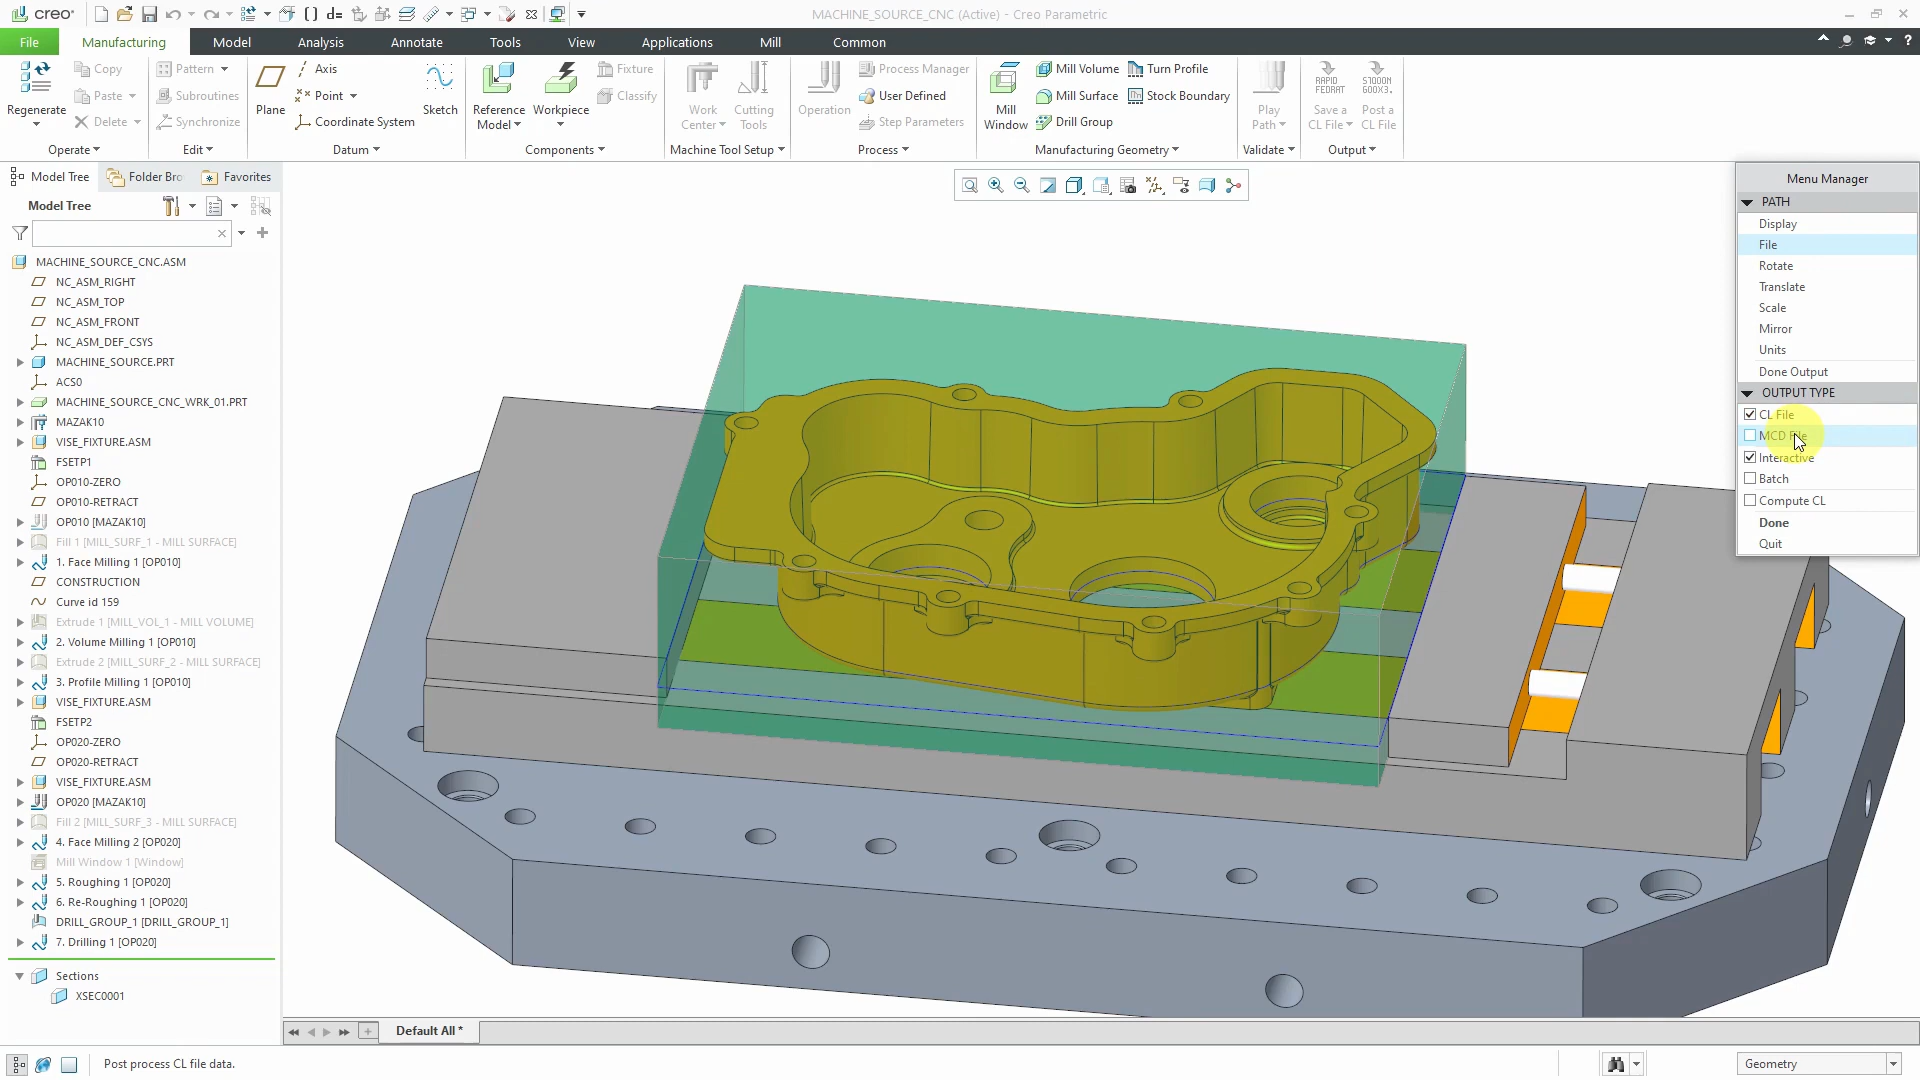 creo
MACHINE_SOURCE_CNC (Active) - Creo Parametric
File
Manufacturing
Model
Analysis
Annotate
Tools
View
Applications
Mill
Common
Regenerate
Copy
Paste
Delete
Operate
Pattern
Subroutines
Synchronize
Edit
Plane
Axis
Point
Coordinate System
Sketch
Datum
Reference Model
Workpiece
Fixture
Classify
Components
Work Center
Cutting Tools
Machine Tool Setup
Operation
Process Manager
User Defined
Step Parameters
Process
Mill Window
Mill Volume
Mill Surface
Drill Group
Turn Profile
Stock Boundary
Manufacturing Geometry
Play Path
Validate
RAPID
FEDRAT
Save a CL File
Post a CL File
Output
Model Tree
Folder Bro
Favorites
Model Tree
MACHINE_SOURCE_CNC.ASM
NC_ASM_RIGHT
NC_ASM_TOP
NC_ASM_FRONT
NC_ASM_DEF_CSYS
MACHINE_SOURCE.PRT
ACS0
MACHINE_SOURCE_CNC_WRK_01.PRT
MAZAK10
VISE_FIXTURE.ASM
FSETP1
OP010-ZERO
OP010-RETRACT
OP010 [MAZAK10]
Fill 1 [MILL_SURF_1 - MILL SURFACE]
1. Face Milling 1 [OP010]
CONSTRUCTION
Curve id 159
Extrude 1 [MILL_VOL_1 - MILL VOLUME]
2. Volume Milling 1 [OP010]
Extrude 2 [MILL_SURF_2 - MILL SURFACE]
3. Profile Milling 1 [OP010]
VISE_FIXTURE.ASM
FSETP2
OP020-ZERO
OP020-RETRACT
VISE_FIXTURE.ASM
OP020 [MAZAK10]
Fill 2 [MILL_SURF_3 - MILL SURFACE]
4. Face Milling 2 [OP020]
Mill Window 1 [Window]
5. Roughing 1 [OP020]
6. Re-Roughing 1 [OP020]
DRILL_GROUP_1 [DRILL_GROUP_1]
7. Drilling 1 [OP020]
Sections
XSEC0001
Menu Manager
PATH
Display
File
Rotate
Translate
Scale
Mirror
Units
Done Output
OUTPUT TYPE
CL File
MCD File
Interactive
Batch
Compute CL
Done
Quit
Default All *
Post process CL file data.
Geometry